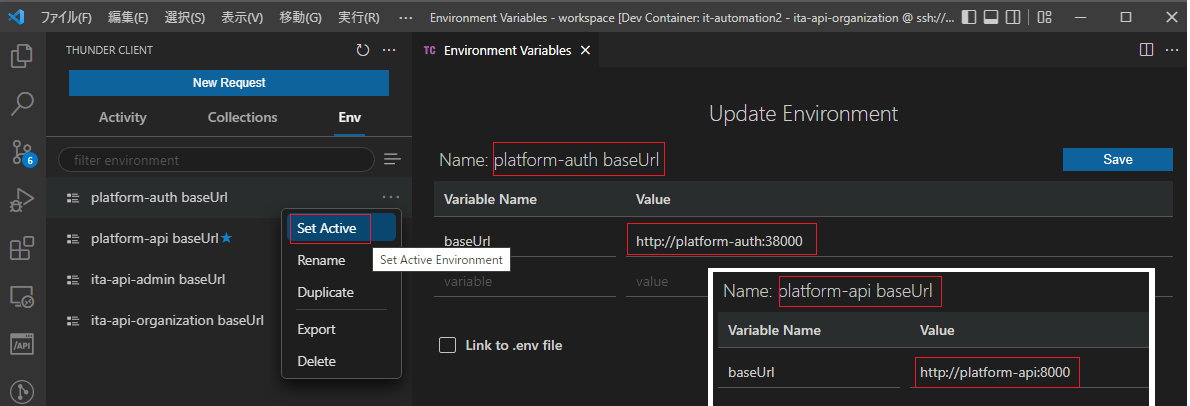 ファイル(F) 編集(E) 選択(S) 表示(V) 移動(G) 実行(R) ··· Environment Variables - workspace [Dev Container: it-automation2 - ita-api-organization @ ssh://...
THUNDER CLIENT
New Request
Activity Collections Env
filter environment
platform-auth baseUrl
platform-api baseUrl
ita-api-admin baseUrl
ita-api-organization baseUrl
6
/API
Set Active
Rename
Duplicate
Export
Delete
Set Active Environment
TC Environment Variables
Update Environment
Name: platform-auth baseUrl
Save
Variable Name Value
baseUrl http://platform-auth:38000
variable value
Link to .env file
Name: platform-api baseUrl
Variable Name Value
baseUrl http://platform-api:8000